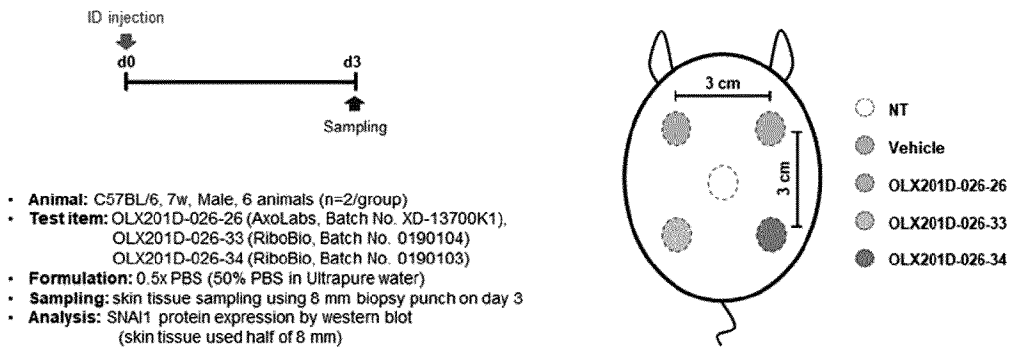 ID injection
d0
d3
Sampling
• Animal: C57BL/6, 7w, Male, 6 animals (n=2/group)
• Test item: OLX201D-026-26 (AxoLabs, Batch No. XD-13700K1),
OLX201D-026-33 (RiboBio, Batch No. 0190104)
OLX201D-026-34 (RiboBio, Batch No. 0190103)
• Formulation: 0.5x PBS (50% PBS in Ultrapure water)
• Sampling: skin tissue sampling using 8 mm biopsy punch on day 3
• Analysis: SNAI1 protein expression by western blot
(skin tissue used half of 8 mm)
3 cm
3 cm
NT
Vehicle
OLX201D-026-26
OLX201D-026-33
OLX201D-026-34